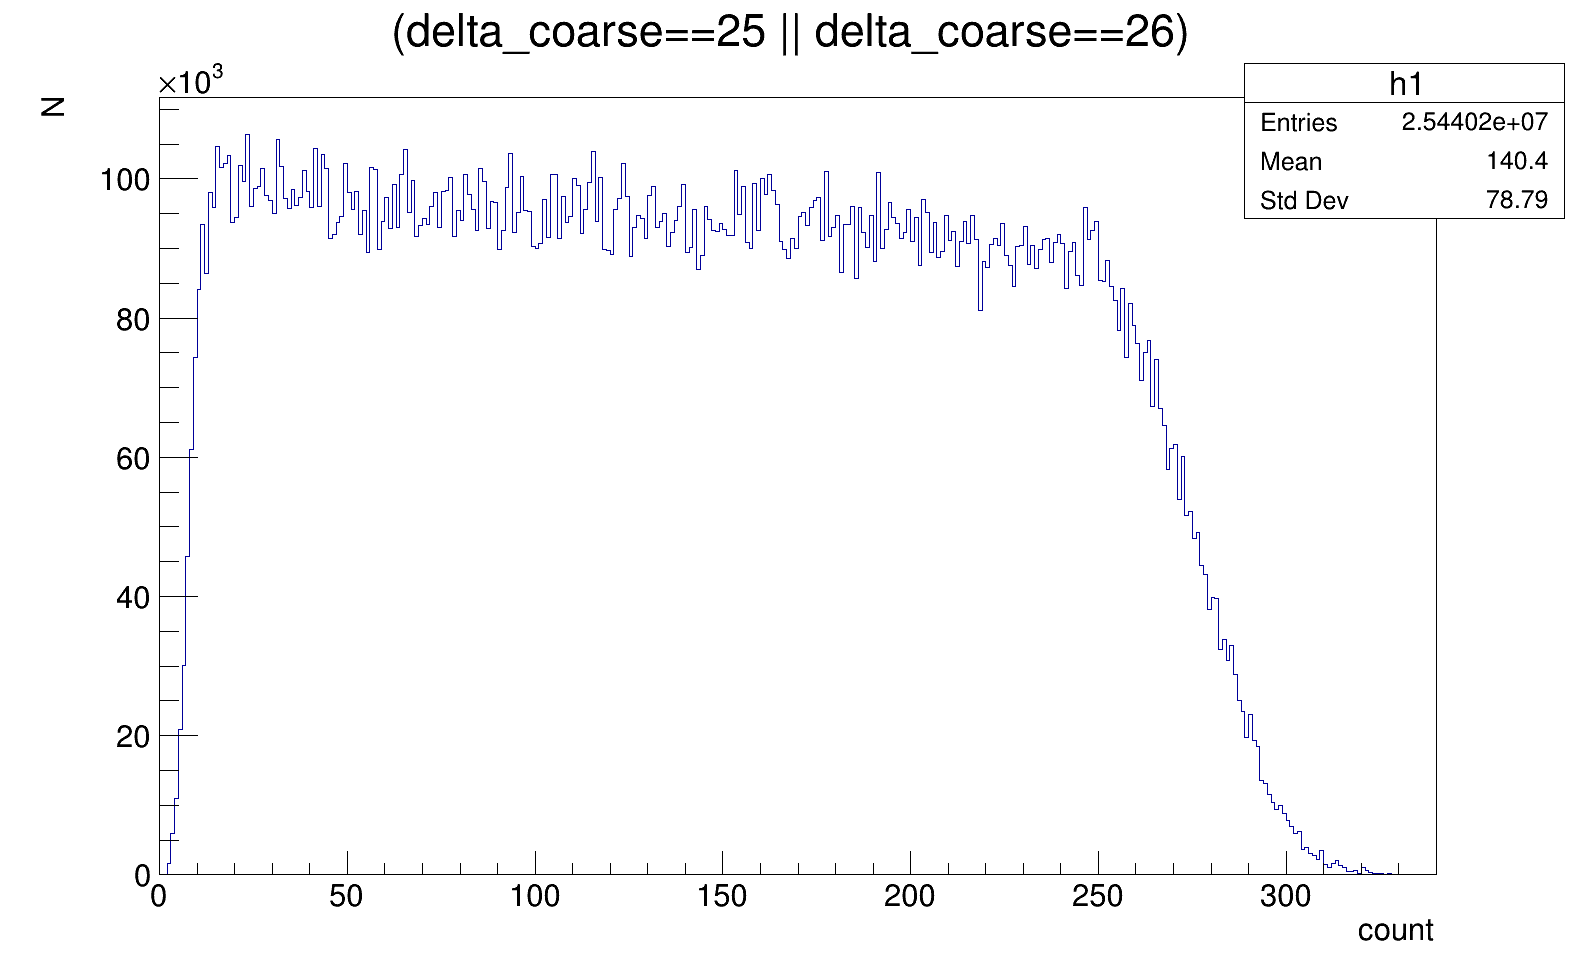 (delta_coarse==25 || delta_coarse==26)
×10³
N
h1
Entries 2.54402e+07
Mean 140.4
Std Dev 78.79
100
80
60
40
20
0
0 50 100 150 200 250 300
count